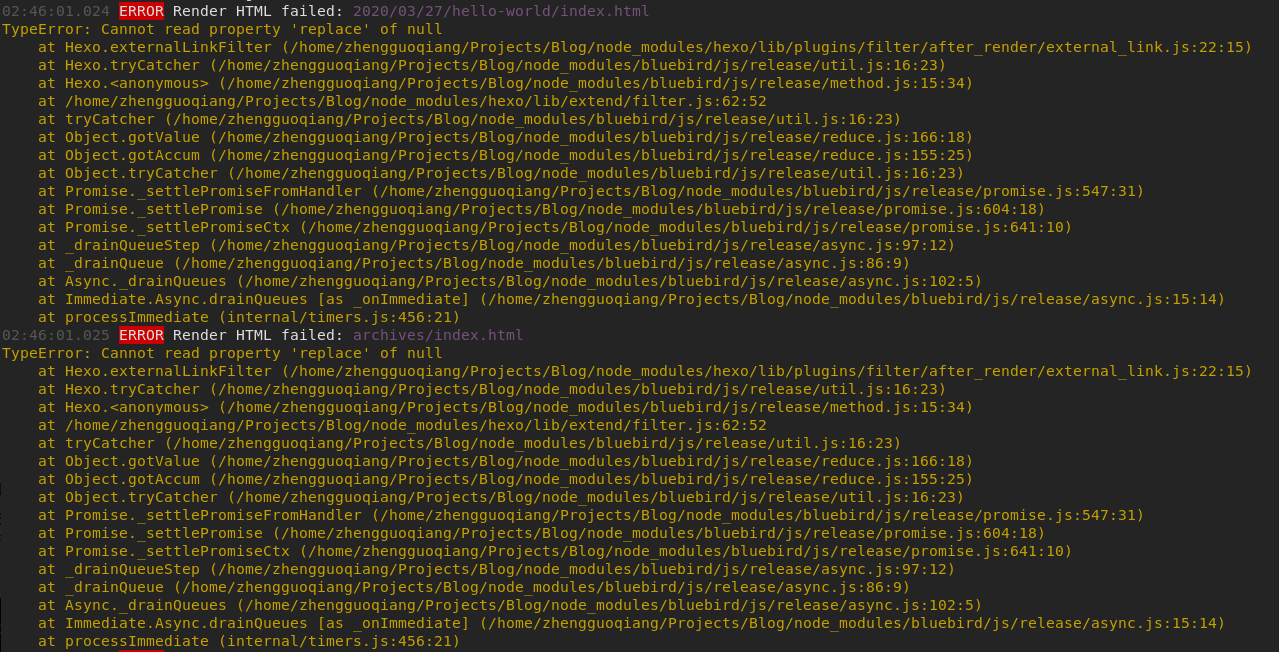 02:46:01.024 ERROR Render HTML failed: 2020/03/27/hello-world/index.html
TypeError: Cannot read property 'replace' of null
    at Hexo.externalLinkFilter (/home/zhengguoqiang/Projects/Blog/node_modules/hexo/lib/plugins/filter/after_render/external_link.js:22:15)
    at Hexo.tryCatcher (/home/zhengguoqiang/Projects/Blog/node_modules/bluebird/js/release/util.js:16:23)
    at Hexo.<anonymous> (/home/zhengguoqiang/Projects/Blog/node_modules/bluebird/js/release/method.js:15:34)
    at /home/zhengguoqiang/Projects/Blog/node_modules/hexo/lib/extend/filter.js:62:52
    at tryCatcher (/home/zhengguoqiang/Projects/Blog/node_modules/bluebird/js/release/util.js:16:23)
    at Object.gotValue (/home/zhengguoqiang/Projects/Blog/node_modules/bluebird/js/release/reduce.js:166:18)
    at Object.gotAccum (/home/zhengguoqiang/Projects/Blog/node_modules/bluebird/js/release/reduce.js:155:25)
    at Object.tryCatcher (/home/zhengguoqiang/Projects/Blog/node_modules/bluebird/js/release/util.js:16:23)
    at Promise._settlePromiseFromHandler (/home/zhengguoqiang/Projects/Blog/node_modules/bluebird/js/release/promise.js:547:31)
    at Promise._settlePromise (/home/zhengguoqiang/Projects/Blog/node_modules/bluebird/js/release/promise.js:604:18)
    at Promise._settlePromiseCtx (/home/zhengguoqiang/Projects/Blog/node_modules/bluebird/js/release/promise.js:641:10)
    at _drainQueueStep (/home/zhengguoqiang/Projects/Blog/node_modules/bluebird/js/release/async.js:97:12)
    at _drainQueue (/home/zhengguoqiang/Projects/Blog/node_modules/bluebird/js/release/async.js:86:9)
    at Async._drainQueues (/home/zhengguoqiang/Projects/Blog/node_modules/bluebird/js/release/async.js:102:5)
    at Immediate.Async.drainQueues [as _onImmediate] (/home/zhengguoqiang/Projects/Blog/node_modules/bluebird/js/release/async.js:15:14)
    at processImmediate (internal/timers.js:456:21)
02:46:01.025 ERROR Render HTML failed: archives/index.html
TypeError: Cannot read property 'replace' of null
    at Hexo.externalLinkFilter (/home/zhengguoqiang/Projects/Blog/node_modules/hexo/lib/plugins/filter/after_render/external_link.js:22:15)
    at Hexo.tryCatcher (/home/zhengguoqiang/Projects/Blog/node_modules/bluebird/js/release/util.js:16:23)
    at Hexo.<anonymous> (/home/zhengguoqiang/Projects/Blog/node_modules/bluebird/js/release/method.js:15:34)
    at /home/zhengguoqiang/Projects/Blog/node_modules/hexo/lib/extend/filter.js:62:52
    at tryCatcher (/home/zhengguoqiang/Projects/Blog/node_modules/bluebird/js/release/util.js:16:23)
    at Object.gotValue (/home/zhengguoqiang/Projects/Blog/node_modules/bluebird/js/release/reduce.js:166:18)
    at Object.gotAccum (/home/zhengguoqiang/Projects/Blog/node_modules/bluebird/js/release/reduce.js:155:25)
    at Object.tryCatcher (/home/zhengguoqiang/Projects/Blog/node_modules/bluebird/js/release/util.js:16:23)
    at Promise._settlePromiseFromHandler (/home/zhengguoqiang/Projects/Blog/node_modules/bluebird/js/release/promise.js:547:31)
    at Promise._settlePromise (/home/zhengguoqiang/Projects/Blog/node_modules/bluebird/js/release/promise.js:604:18)
    at Promise._settlePromiseCtx (/home/zhengguoqiang/Projects/Blog/node_modules/bluebird/js/release/promise.js:641:10)
    at _drainQueueStep (/home/zhengguoqiang/Projects/Blog/node_modules/bluebird/js/release/async.js:97:12)
    at _drainQueue (/home/zhengguoqiang/Projects/Blog/node_modules/bluebird/js/release/async.js:86:9)
    at Async._drainQueues (/home/zhengguoqiang/Projects/Blog/node_modules/bluebird/js/release/async.js:102:5)
    at Immediate.Async.drainQueues [as _onImmediate] (/home/zhengguoqiang/Projects/Blog/node_modules/bluebird/js/release/async.js:15:14)
    at processImmediate (internal/timers.js:456:21)